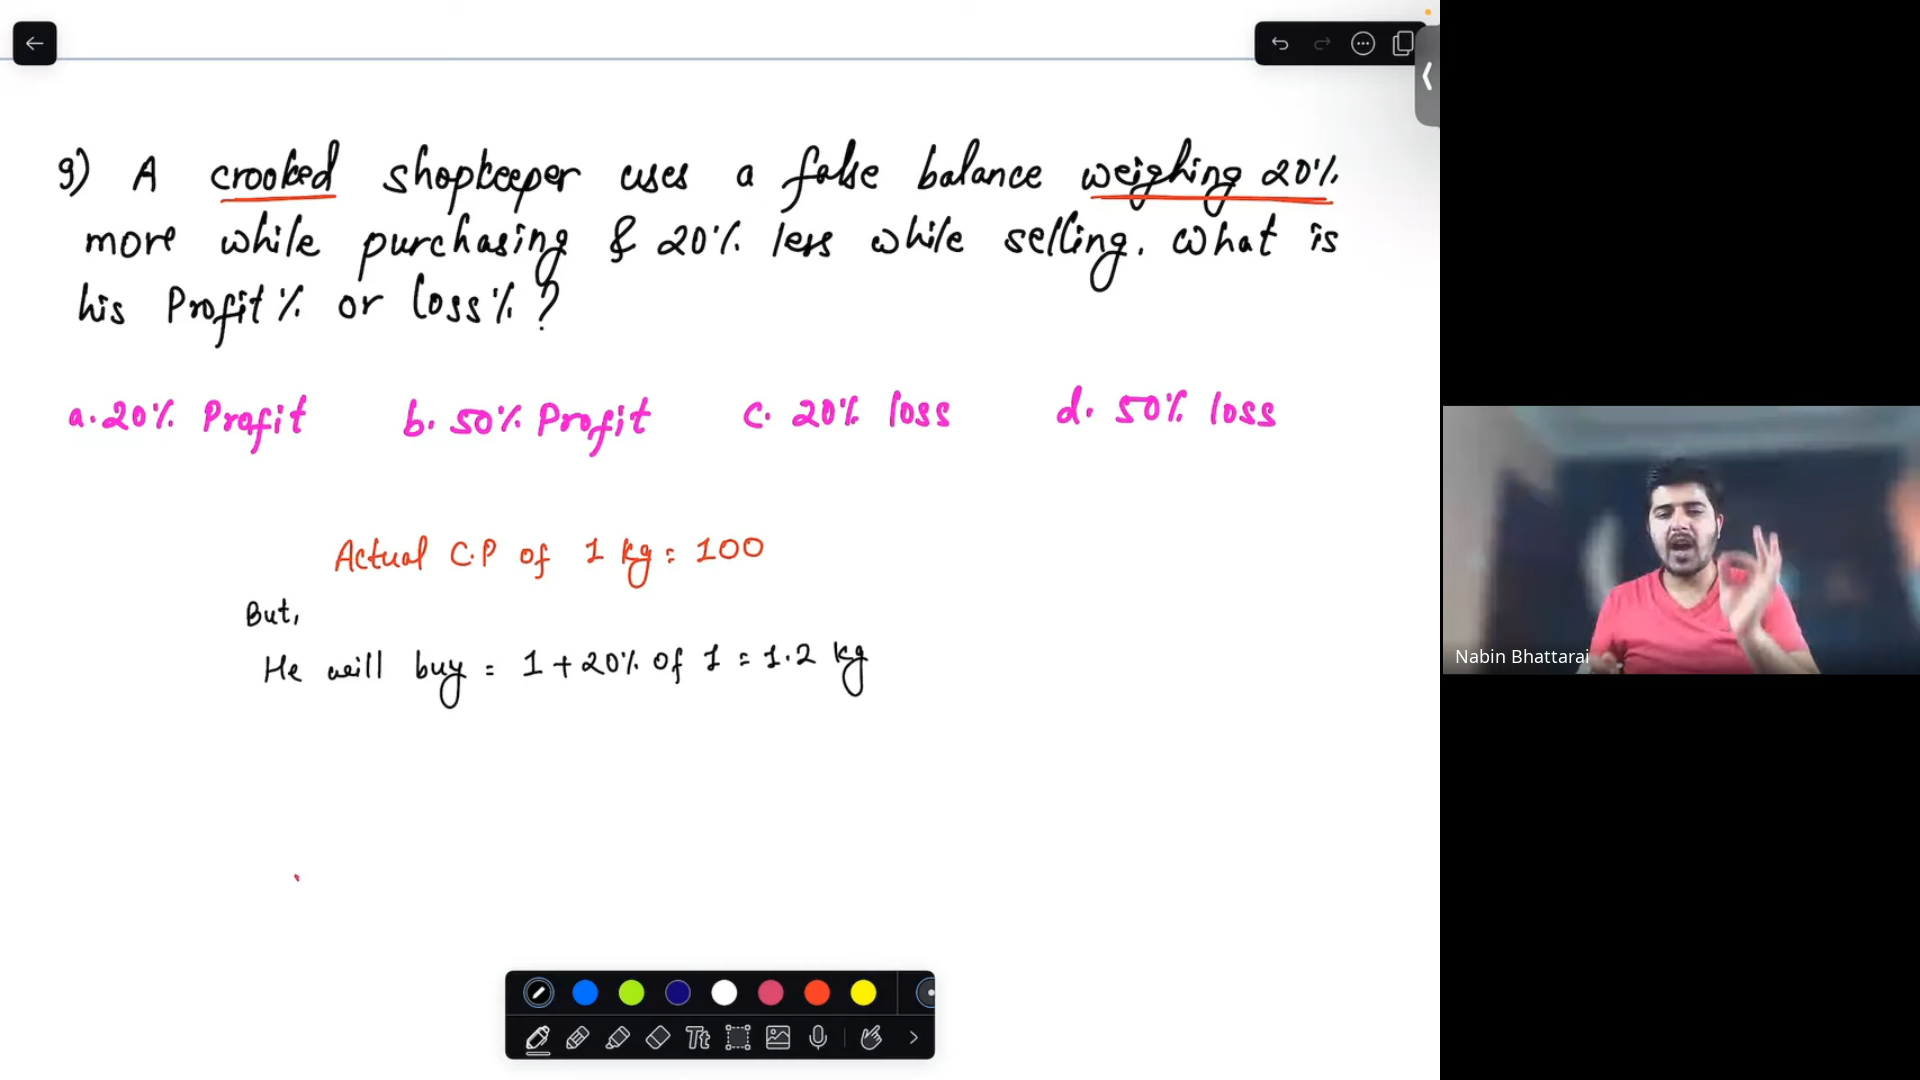 9) A crooked shopkeeper uses a false balance weighing 20%
more while purchasing & 20% less while selling. What is
his Profit% or loss%?
a. 20% Profit b. 50% Profit c. 20% loss d. 50% loss
Actual C.P of 1 kg = 100
But,
He will buy = 1 + 20% of 1 = 1.2 kg
Nabin Bhattarai
Tt